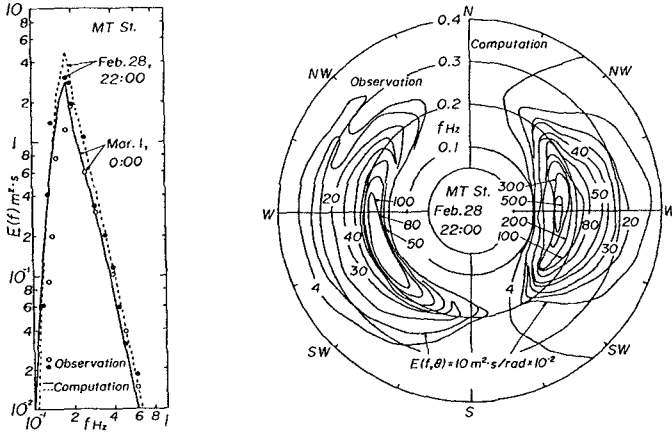 10
8
6
4
2
1
8
6
4
2
10⁻¹
8
6
4
2
10⁻²
E(f) m²·s
MT St.
Feb. 28,
22:00
Mar. 1,
0:00
○
● Observation
Computation
10⁻¹ 2 4 6 8 1
f Hz
N
0.4
Computation
0.3
0.2
f Hz
0.1
Observation
NW
NW
W
W
SW
SW
S
MT St.
Feb. 28
22:00
100
80
50
20
40
30
4
40
300
500
200
100
50
80
20
30
4
E(f,θ)=10 m²·s/rad×10⁻²